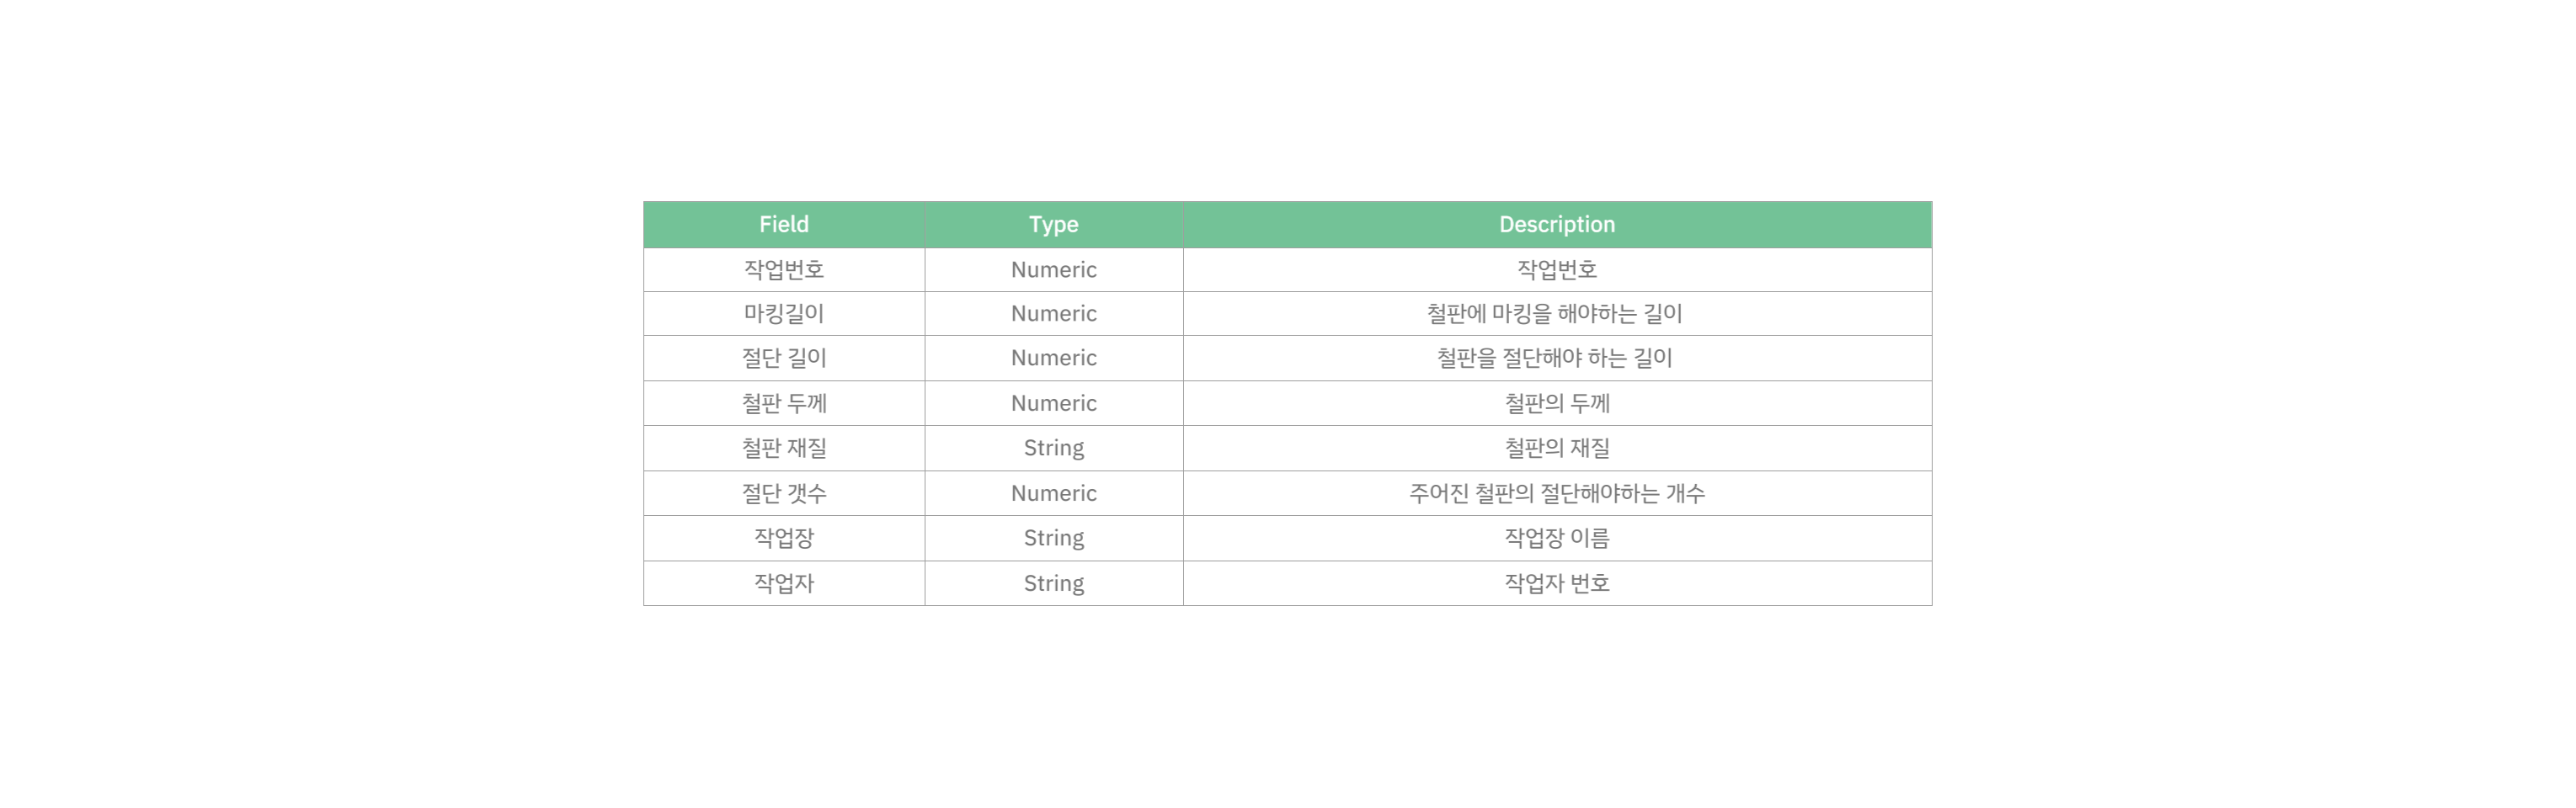 Field Type Description
작업번호 Numeric 작업번호
마킹길이 Numeric 철판에 마킹을 해야하는 길이
절단 길이 Numeric 철판을 절단해야 하는 길이
철판 두께 Numeric 철판의 두께
철판 재질 String 철판의 재질
절단 갯수 Numeric 주어진 철판의 절단해야하는 개수
작업장 String 작업장 이름
작업자 String 작업자 번호